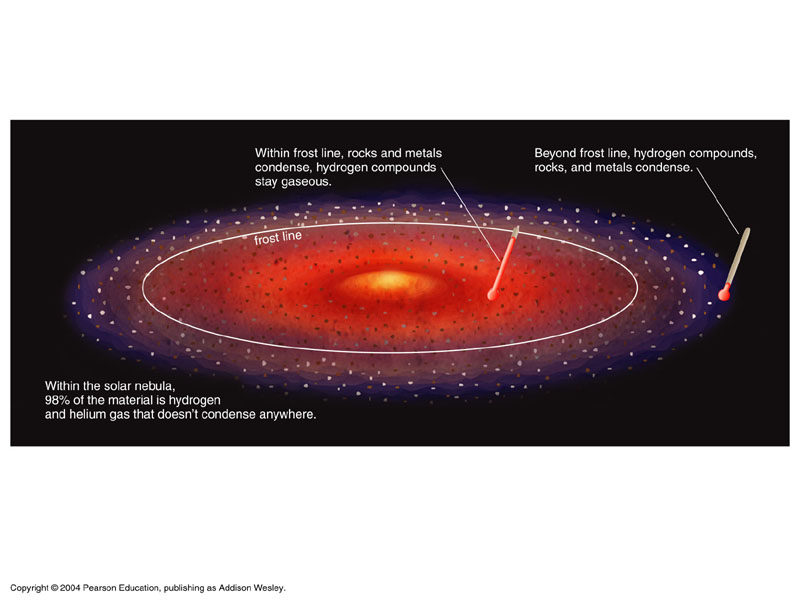 Within frost line, rocks and metals
condense, hydrogen compounds
stay gaseous.
Beyond frost line, hydrogen compounds,
rocks, and metals condense.
frost line
Within the solar nebula,
98% of the material is hydrogen
and helium gas that doesn't condense anywhere.
Copyright © 2004 Pearson Education, publishing as Addison Wesley.